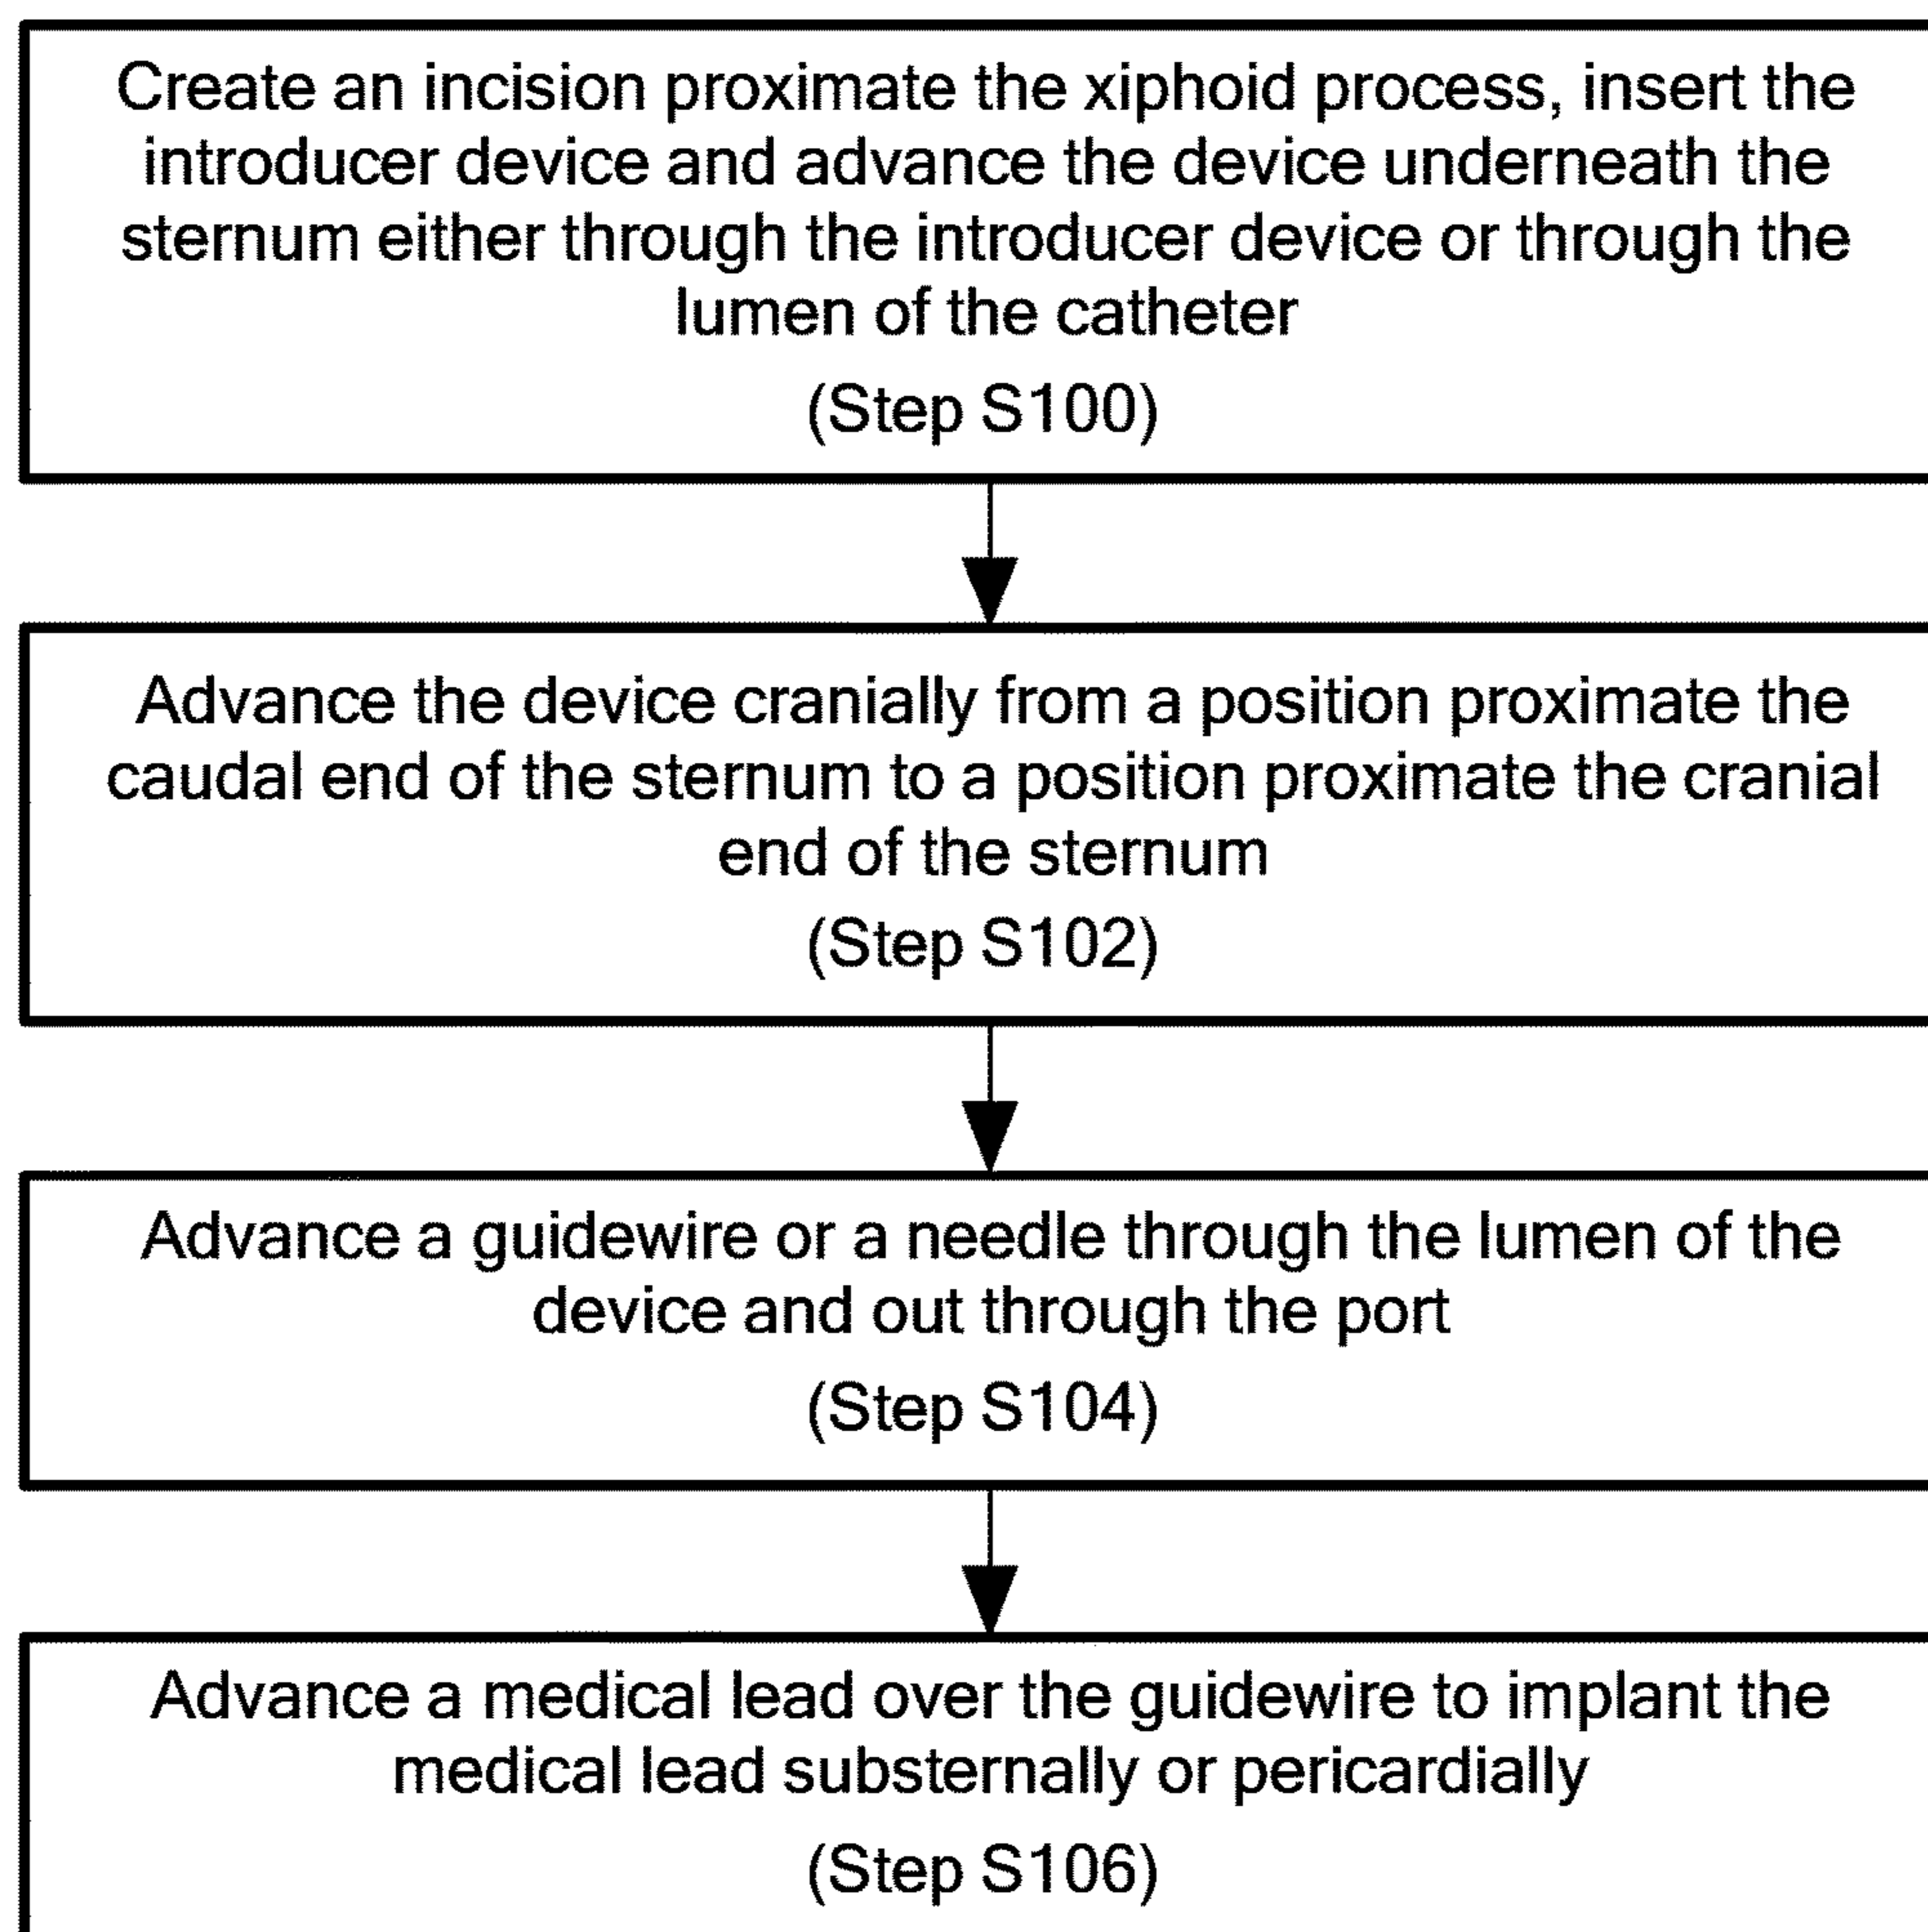 Create an incision proximate the xiphoid process, insert the
introducer device and advance the device underneath the
sternum either through the introducer device or through the
lumen of the catheter
(Step S100)
Advance the device cranially from a position proximate the
caudal end of the sternum to a position proximate the cranial
end of the sternum
(Step S102)
Advance a guidewire or a needle through the lumen of the
device and out through the port
(Step S104)
Advance a medical lead over the guidewire to implant the
medical lead substernally or pericardially
(Step S106)